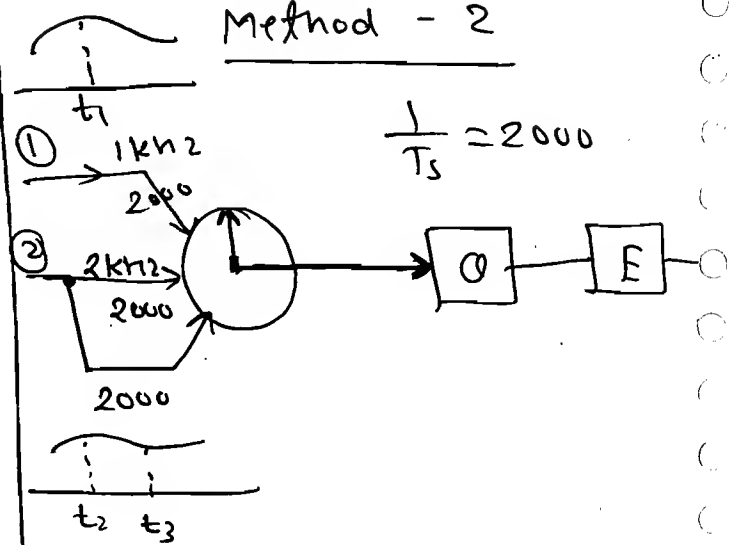 Method - 2
t1
1/Ts = 2000
① 1kHz
2000
② 2kHz
2000
Q
E
2000
t2 t3